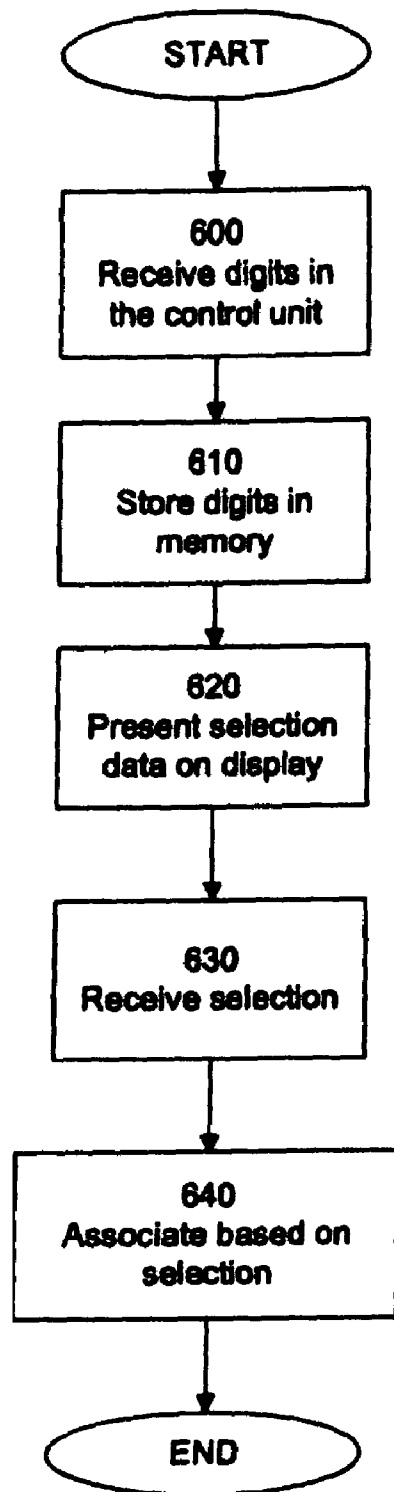 START
600
Receive digits in
the control unit
610
Store digits in
memory
620
Present selection
data on display
630
Receive selection
640
Associate based on
selection
END